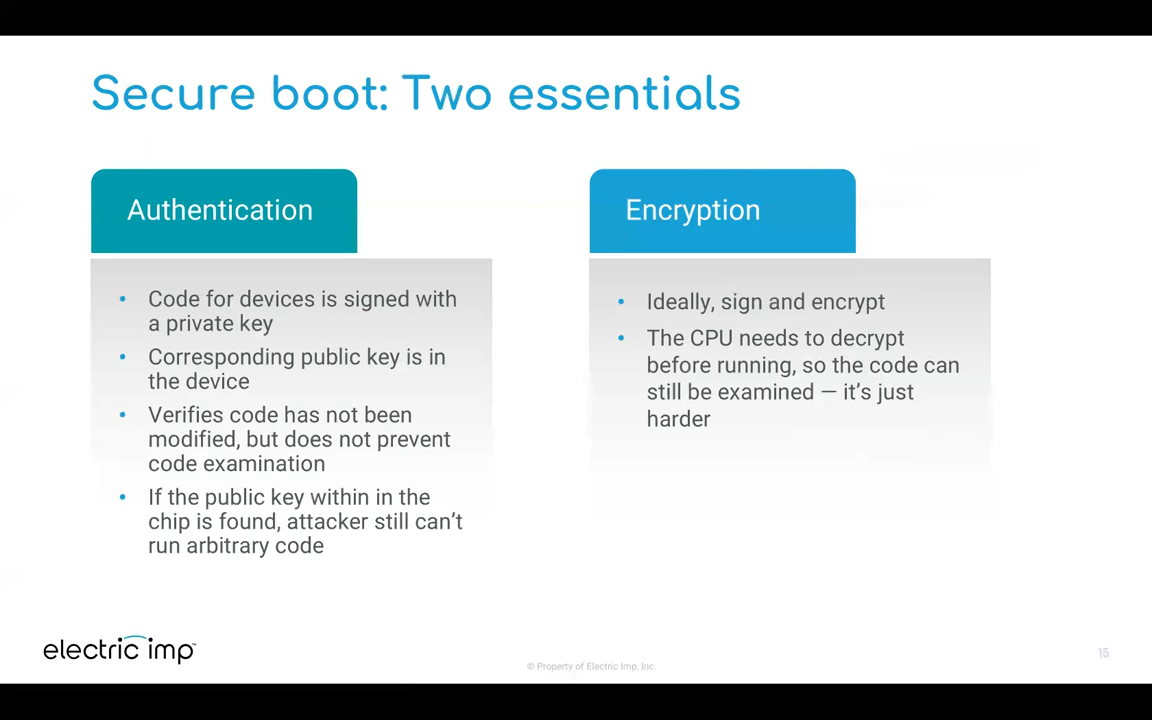 Secure boot: Two essentials
Authentication
• Code for devices is signed with
a private key
• Corresponding public key is in
the device
• Verifies code has not been
modified, but does not prevent
code examination
• If the public key within in the
chip is found, attacker still can’t
run arbitrary code
Encryption
• Ideally, sign and encrypt
• The CPU needs to decrypt
before running, so the code can
still be examined — it’s just
harder
electric imp™
© Property of Electric Imp, Inc.
15